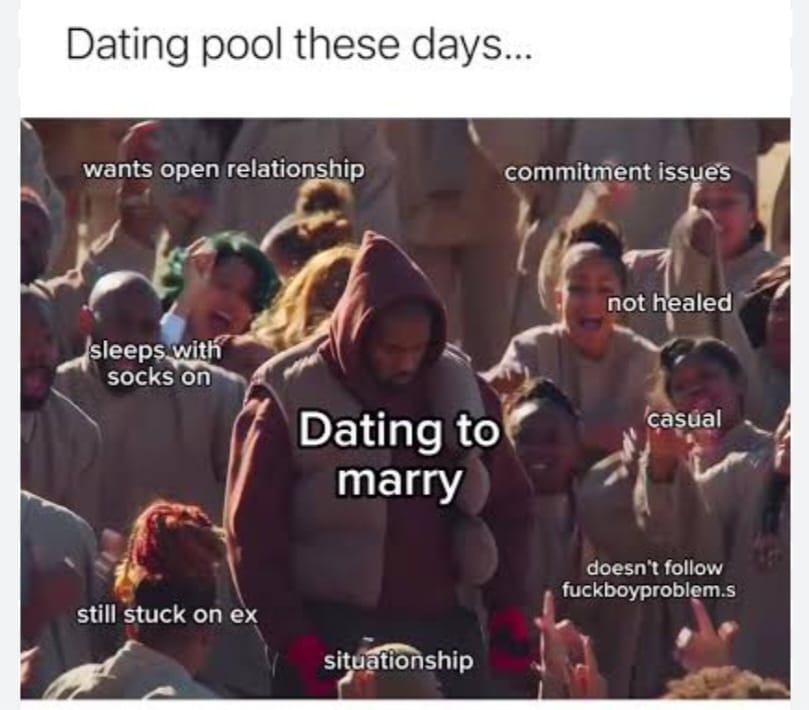 Dating pool these days...
wants open relationship
commitment issues
not healed
sleeps with
socks on
Dating to
marry
casual
doesn't follow
fuckboyproblem.s
still stuck on ex
situationship